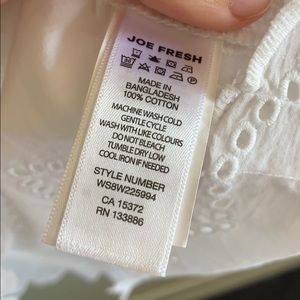 JOE FRESH
MADE IN
BANGLADESH
100% COTTON
MACHINE WASH COLD
GENTLE CYCLE
WASH WITH LIKE COLOURS
DO NOT BLEACH
TUMBLE DRY LOW
COOL IRON IF NEEDED
STYLE NUMBER
WS8W225994
CA 15372
RN 133886